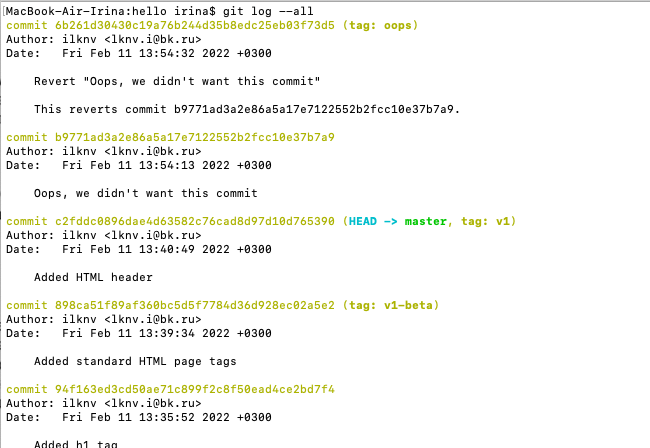 MacBook-Air-Irina:hello irina$ git log --all
commit 6b261d30430c19a76b244d35b8edc25eb03f73d5 (tag: oops)
Author: ilknv <lknv.i@bk.ru>
Date:   Fri Feb 11 13:54:32 2022 +0300
Revert "Oops, we didn't want this commit"
This reverts commit b9771ad3a2e86a5a17e7122552b2fcc10e37b7a9.
commit b9771ad3a2e86a5a17e7122552b2fcc10e37b7a9
Author: ilknv <lknv.i@bk.ru>
Date:   Fri Feb 11 13:54:13 2022 +0300
Oops, we didn't want this commit
commit c2fddc0896dae4d63582c76cad8d97d10d765390 (HEAD -> master, tag: v1)
Author: ilknv <lknv.i@bk.ru>
Date:   Fri Feb 11 13:40:49 2022 +0300
Added HTML header
commit 898ca51f89af360bc5d5f7784d36d928ec02a5e2 (tag: v1-beta)
Author: ilknv <lknv.i@bk.ru>
Date:   Fri Feb 11 13:39:34 2022 +0300
Added standard HTML page tags
commit 94f163ed3cd50ae71c899f2c8f50ead4ce2bd7f4
Author: ilknv <lknv.i@bk.ru>
Date:   Fri Feb 11 13:35:52 2022 +0300
Added h1 tag